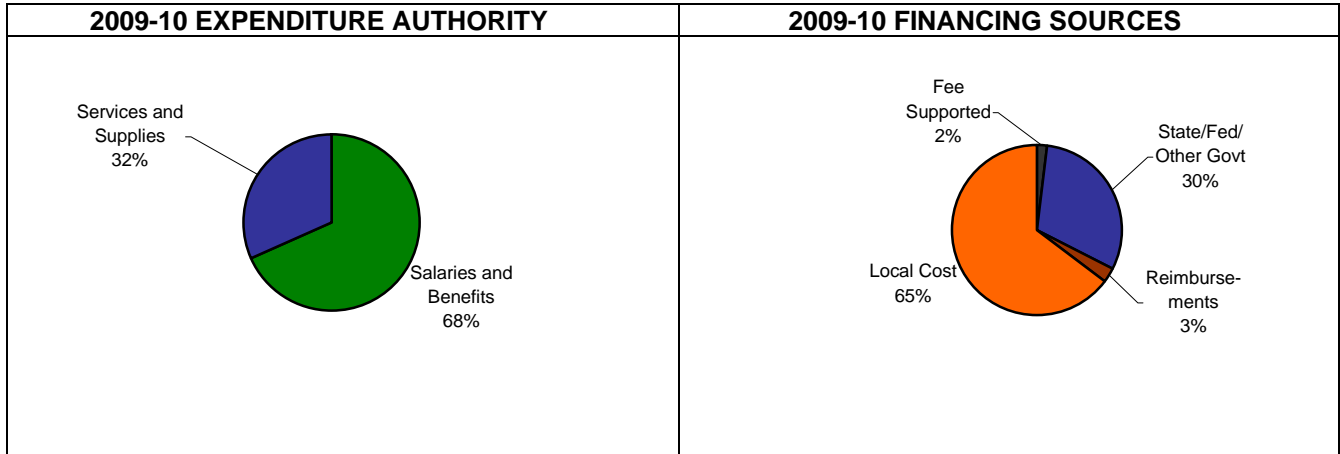 2009-10 EXPENDITURE AUTHORITY
Services and
Supplies
32%
Salaries and
Benefits
68%
2009-10 FINANCING SOURCES
Fee
Supported
2%
State/Fed/
Other Govt
30%
Local Cost
65%
Reimburse-
ments
3%